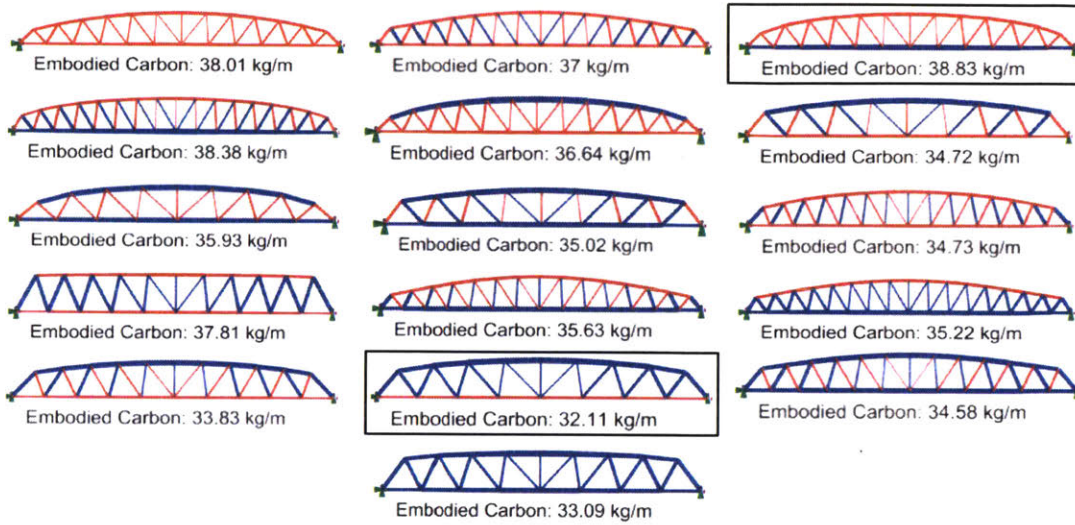 Embodied Carbon: 38.01 kg/m
Embodied Carbon: 37 kg/m
Embodied Carbon: 38.83 kg/m
Embodied Carbon: 38.38 kg/m
Embodied Carbon: 36.64 kg/m
Embodied Carbon: 34.72 kg/m
Embodied Carbon: 35.93 kg/m
Embodied Carbon: 35.02 kg/m
Embodied Carbon: 34.73 kg/m
Embodied Carbon: 37.81 kg/m
Embodied Carbon: 35.63 kg/m
Embodied Carbon: 35.22 kg/m
Embodied Carbon: 33.83 kg/m
Embodied Carbon: 32.11 kg/m
Embodied Carbon: 34.58 kg/m
Embodied Carbon: 33.09 kg/m